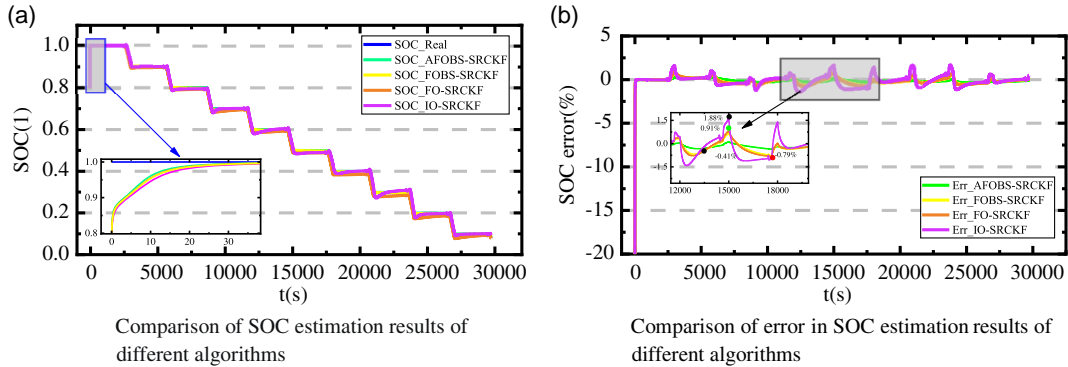 (a)
SOC(1)
1.0
0.8
0.6
0.4
0.2
0.0
SOC_Real
SOC_AFOBS-SRCKF
SOC_FOBS-SRCKF
SOC_FO-SRCKF
SOC_IO-SRCKF
1.0
0.9
0.8
0 10 20 30
0 5000 10000 15000 20000 25000 30000
t(s)
Comparison of SOC estimation results of
different algorithms
(b)
SOC error(%)
5
0
-5
-10
-15
-20
1.88%
0.91%
-0.41%
-0.79%
1.5
0.0
-1.5
12000 15000 18000
Err_AFOBS-SRCKF
Err_FOBS-SRCKF
Err_FO-SRCKF
Err_IO-SRCKF
0 5000 10000 15000 20000 25000 30000
t(s)
Comparison of error in SOC estimation results of
different algorithms